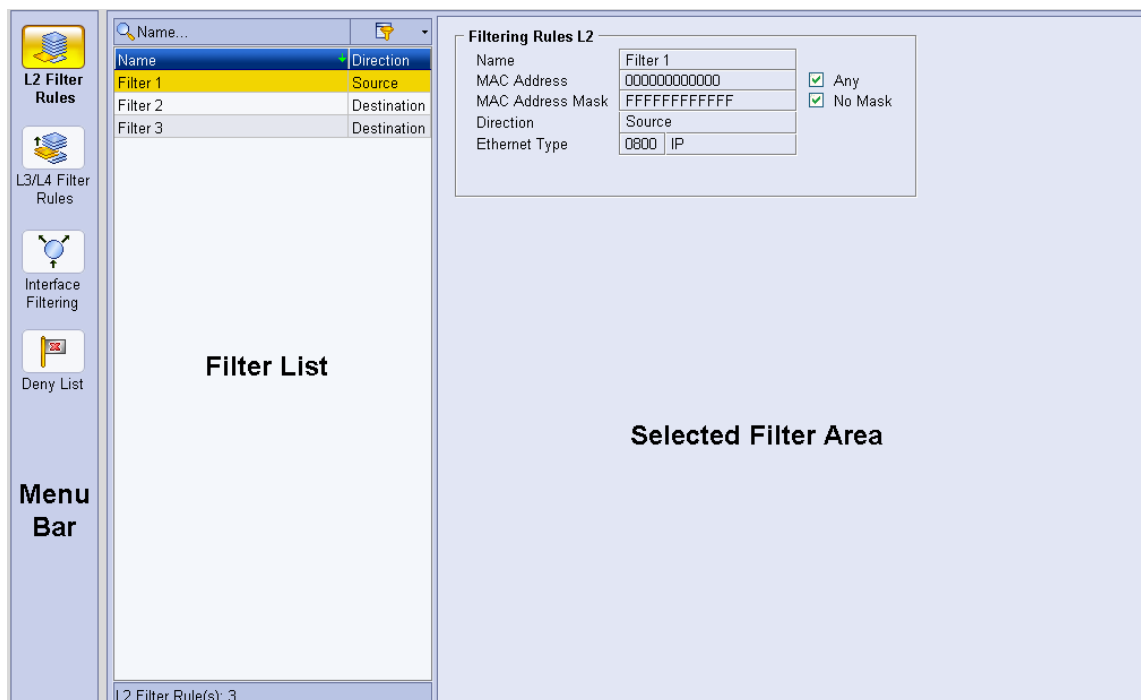 L2 Filter
Rules
L3/L4 Filter
Rules
Interface
Filtering
Deny List
Menu
Bar
Name...
Name Direction
Filter 1 Source
Filter 2 Destination
Filter 3 Destination
Filter List
L2 Filter Rule(s): 3
Filtering Rules L2
Name Filter 1
MAC Address 000000000000 Any
MAC Address Mask FFFFFFFFFFFF No Mask
Direction Source
Ethernet Type 0800 IP
Selected Filter Area